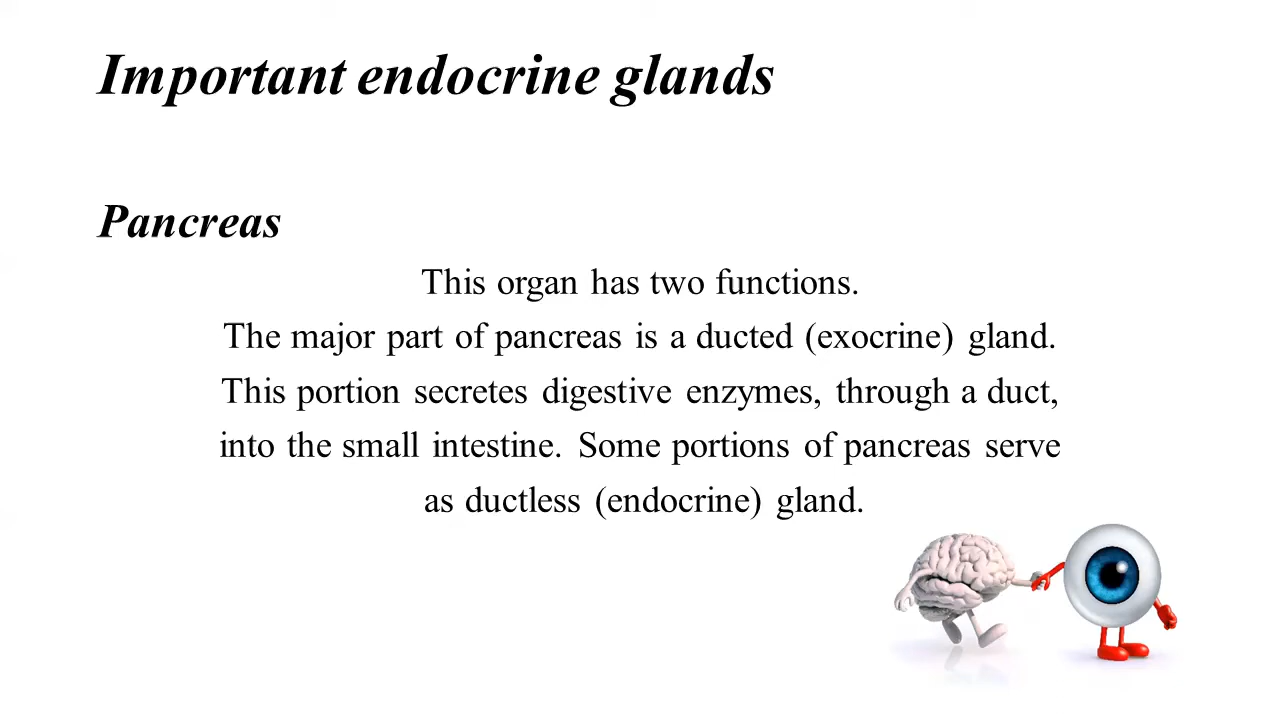 Important endocrine glands
Pancreas
This organ has two functions.
The major part of pancreas is a ducted (exocrine) gland.
This portion secretes digestive enzymes, through a duct,
into the small intestine. Some portions of pancreas serve
as ductless (endocrine) gland.